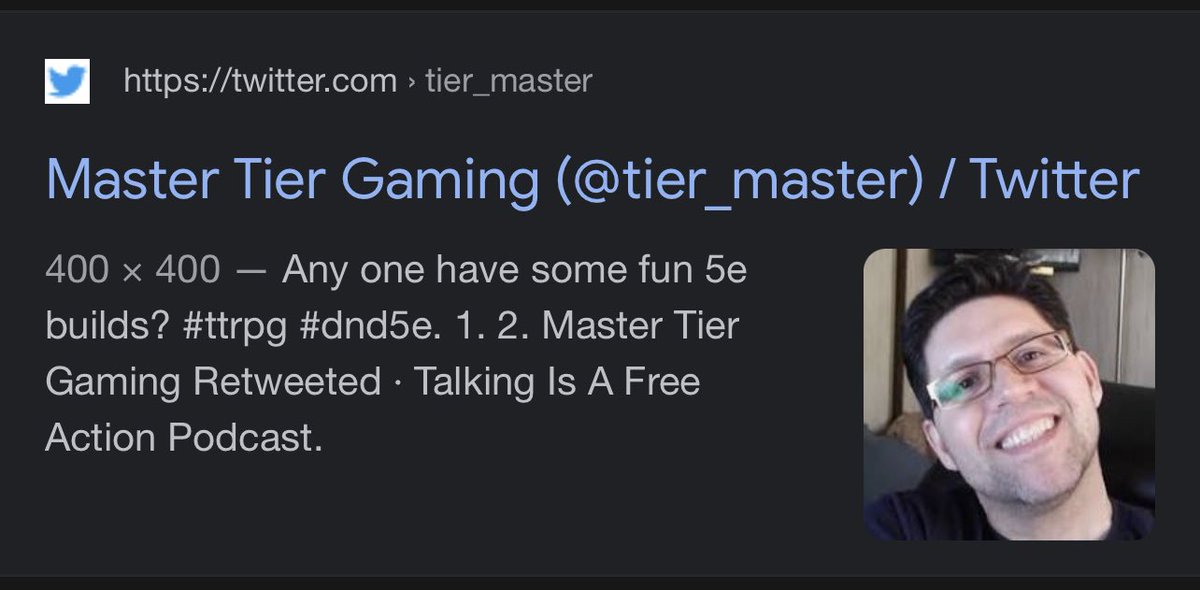 https://twitter.com › tier_master
Master Tier Gaming (@tier_master) / Twitter
400 × 400 — Any one have some fun 5e
builds? #ttrpg #dnd5e. 1. 2. Master Tier
Gaming Retweeted · Talking Is A Free
Action Podcast.